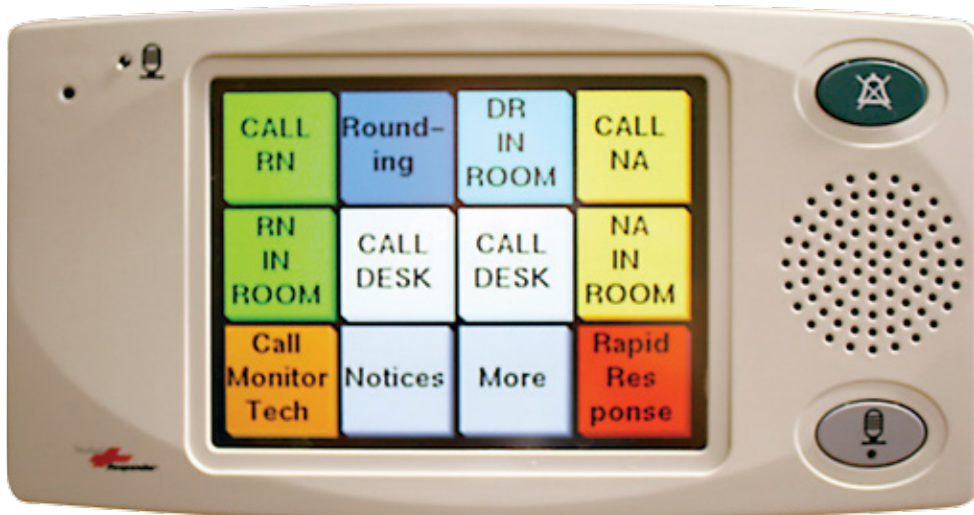 CALL
RN
Round-
ing
DR
IN
ROOM
CALL
NA
RN
IN
ROOM
CALL
DESK
CALL
DESK
NA
IN
ROOM
Call
Monitor
Tech
Notices
More
Rapid
Res
ponse
Responder